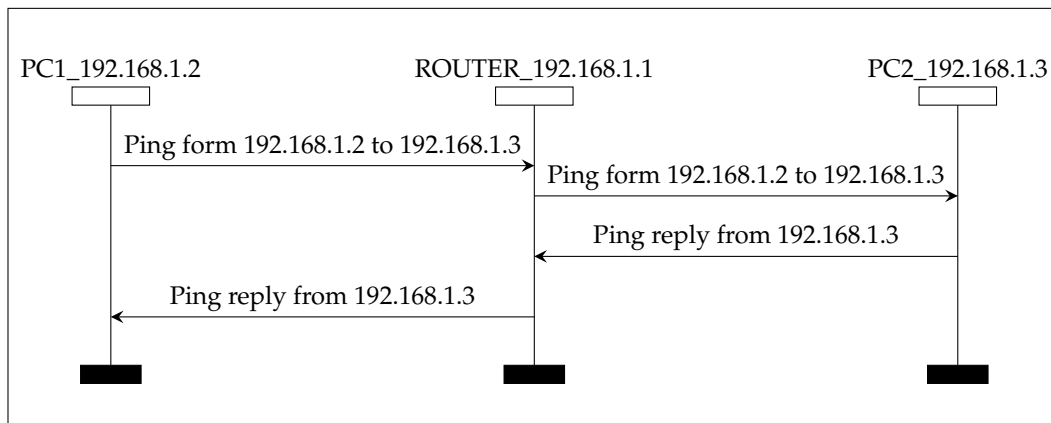 PC1_192.168.1.2
ROUTER_192.168.1.1
PC2_192.168.1.3
Ping form 192.168.1.2 to 192.168.1.3
Ping form 192.168.1.2 to 192.168.1.3
Ping reply from 192.168.1.3
Ping reply from 192.168.1.3